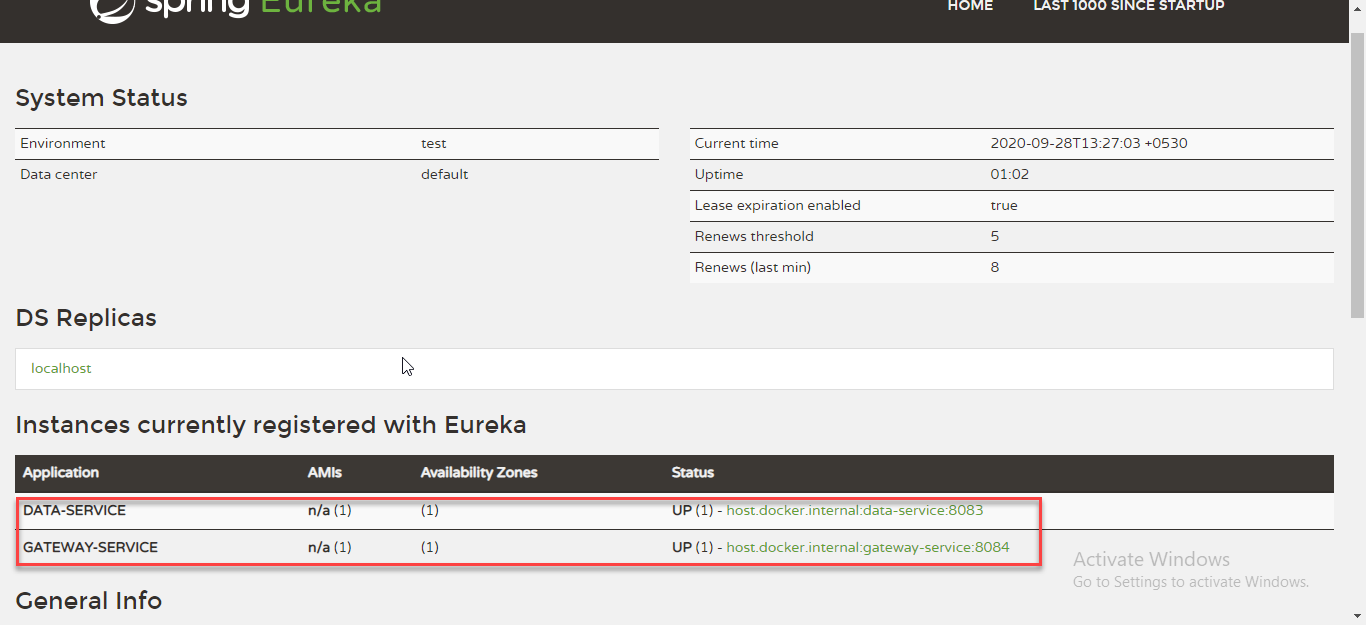 spring Eureka HOME LAST 1000 SINCE STARTUP
System Status
Environment test
Data center default
Current time 2020-09-28T13:27:03 +0530
Uptime 01:02
Lease expiration enabled true
Renews threshold 5
Renews (last min) 8
DS Replicas
localhost
Instances currently registered with Eureka
Application AMIs Availability Zones Status
DATA-SERVICE n/a (1) (1) UP (1) - host.docker.internal:data-service:8083
GATEWAY-SERVICE n/a (1) (1) UP (1) - host.docker.internal:gateway-service:8084
Activate Windows
Go to Settings to activate Windows.
General Info